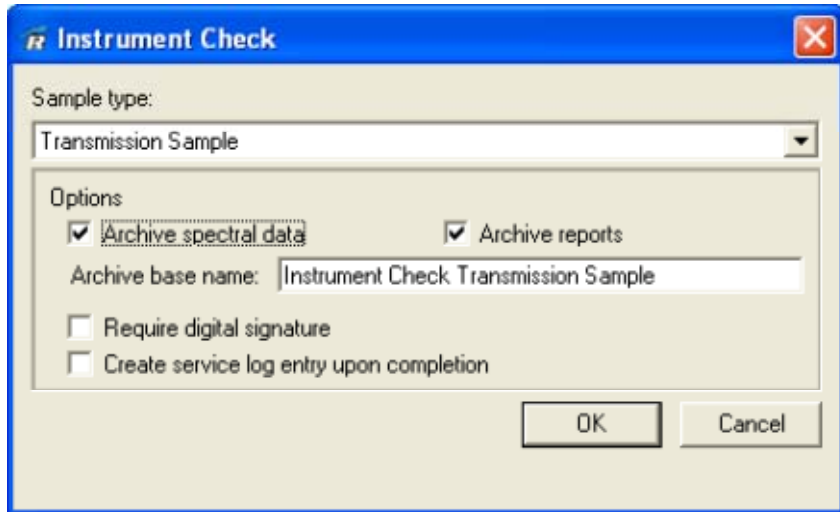 Instrument Check
Sample type:
Transmission Sample
Options
Archive spectral data Archive reports
Archive base name: Instrument Check Transmission Sample
Require digital signature
Create service log entry upon completion
OK Cancel